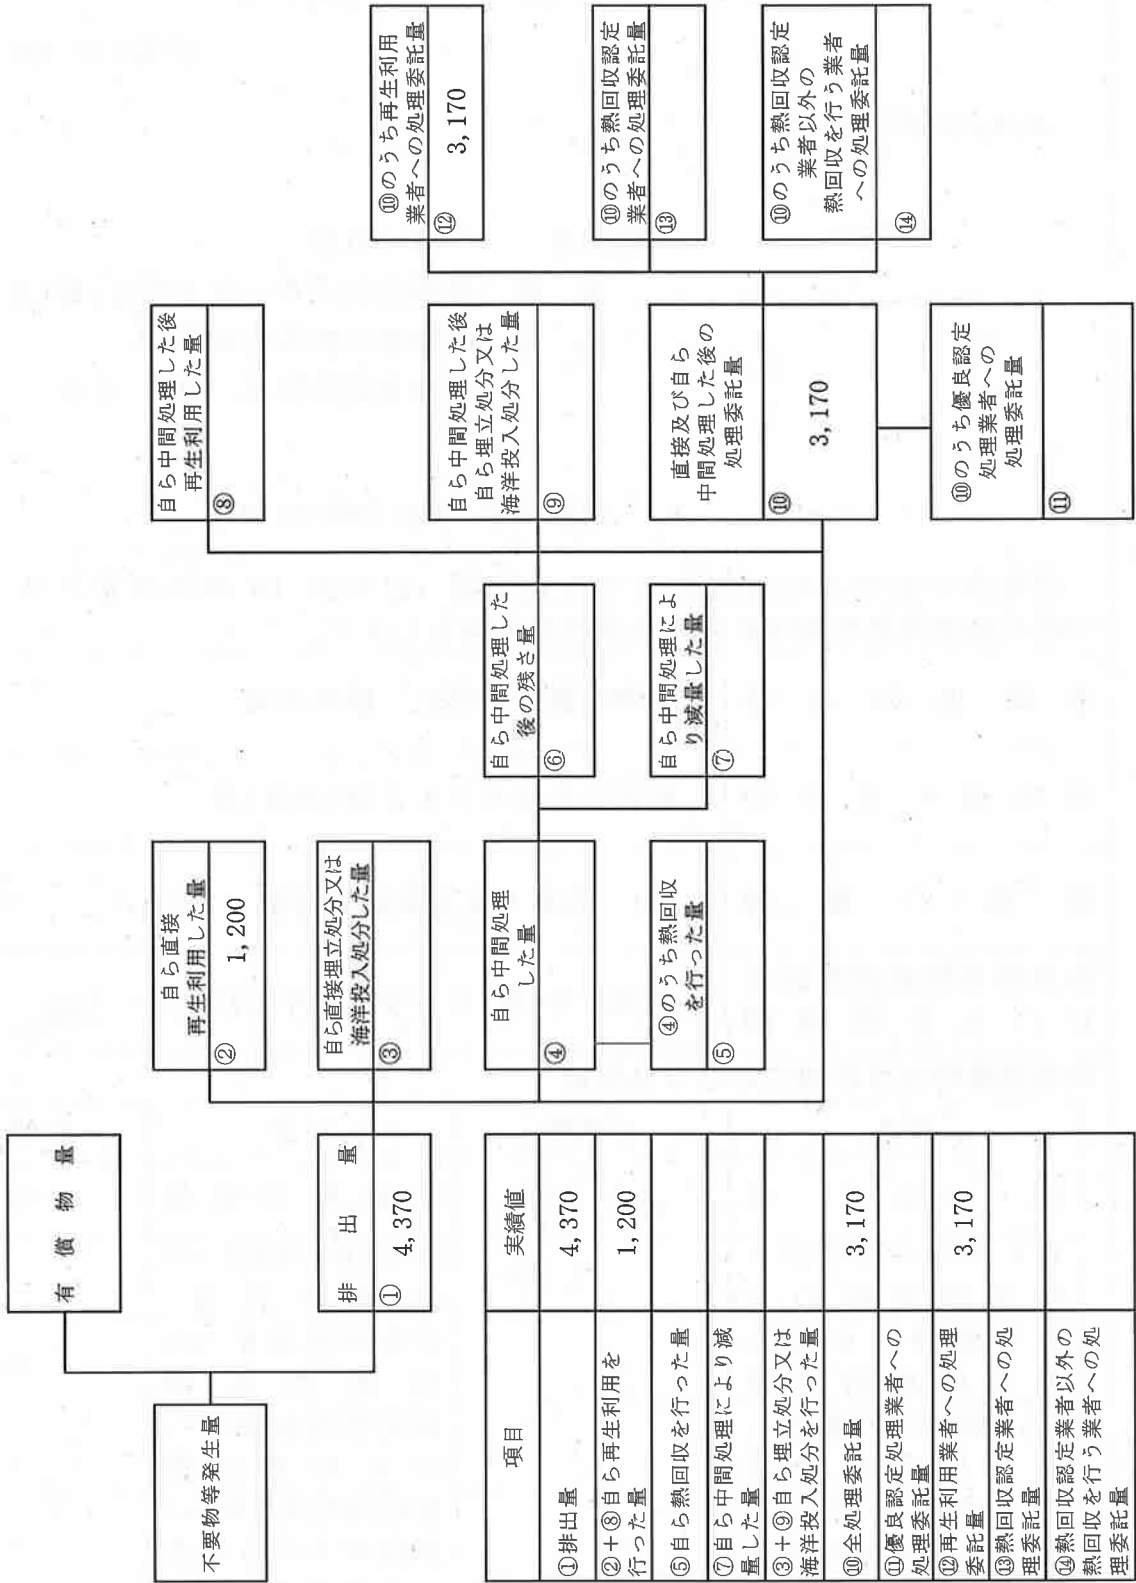 不要物等発生量
有償物量
排出量
① 4,370
自ら直接
再生利用した量
② 1,200
自ら直接埋立処分又は
海洋投入処分した量
③
自ら中間処理
した量
④
④のうち熱回収
を行った量
⑤
自ら中間処理した
後の残さ量
⑥
自ら中間処理によ
り減量した量
⑦
自ら中間処理した後
再生利用した量
⑧
自ら中間処理した後
自ら埋立処分又は
海洋投入処分した量
⑨
直接及び自ら
中間処理した後の
処理委託量
⑩ 3,170
⑩のうち優良認定
処理業者への
処理委託量
⑪
⑩のうち再生利用
業者への処理委託量
⑫ 3,170
⑩のうち熱回収認定
業者への処理委託量
⑬
⑩のうち熱回収認定
業者以外の
熱回収を行う業者
への処理委託量
⑭
項目 実績値
①排出量 4,370
②+⑧自ら再生利用を
行った量 1,200
⑤自ら熱回収を行った量
⑦自ら中間処理により減
量した量
③+⑨自ら埋立処分又は
海洋投入処分を行った量
⑩全処理委託量 3,170
⑪優良認定処理業者への
処理委託量
⑫再生利用業者への処理
委託量 3,170
⑬熱回収認定業者への処
理委託量
⑭熱回収認定業者以外の
熱回収を行う業者への処
理委託量